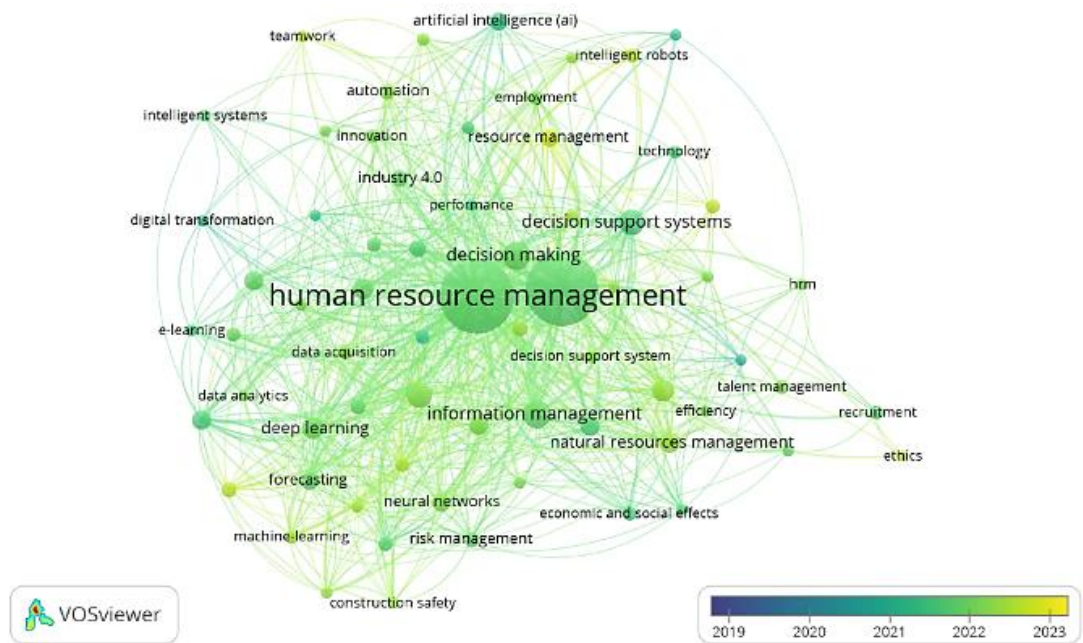 artificial intelligence (ai)
teamwork
intelligent robots
automation
employment
intelligent systems
innovation
resource management
technology
industry 4.0
performance
digital transformation
decision support systems
decision making
human resource management
hrm
e-learning
data acquisition
decision support system
talent management
data analytics
efficiency
recruitment
information management
deep learning
natural resources management
ethics
forecasting
neural networks
economic and social effects
machine-learning
risk management
construction safety
VOSviewer
2019 2020 2021 2022 2023